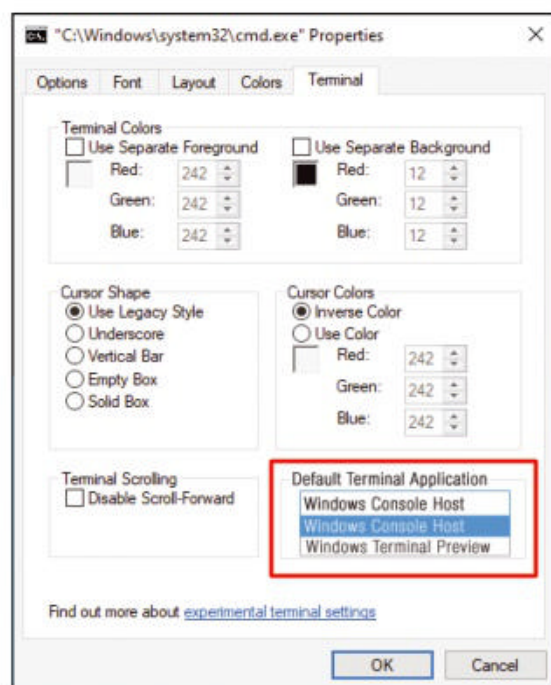 "C:\Windows\system32\cmd.exe" Properties
Options Font Layout Colors Terminal
Terminal Colors
Use Separate Foreground
Red: 242
Green: 242
Blue: 242
Use Separate Background
Red: 12
Green: 12
Blue: 12
Cursor Shape
Use Legacy Style
Underscore
Vertical Bar
Empty Box
Solid Box
Cursor Colors
Inverse Color
Use Color
Red: 242
Green: 242
Blue: 242
Terminal Scrolling
Disable Scroll-Forward
Default Terminal Application
Windows Console Host
Windows Console Host
Windows Terminal Preview
Find out more about experimental terminal settings
OK Cancel